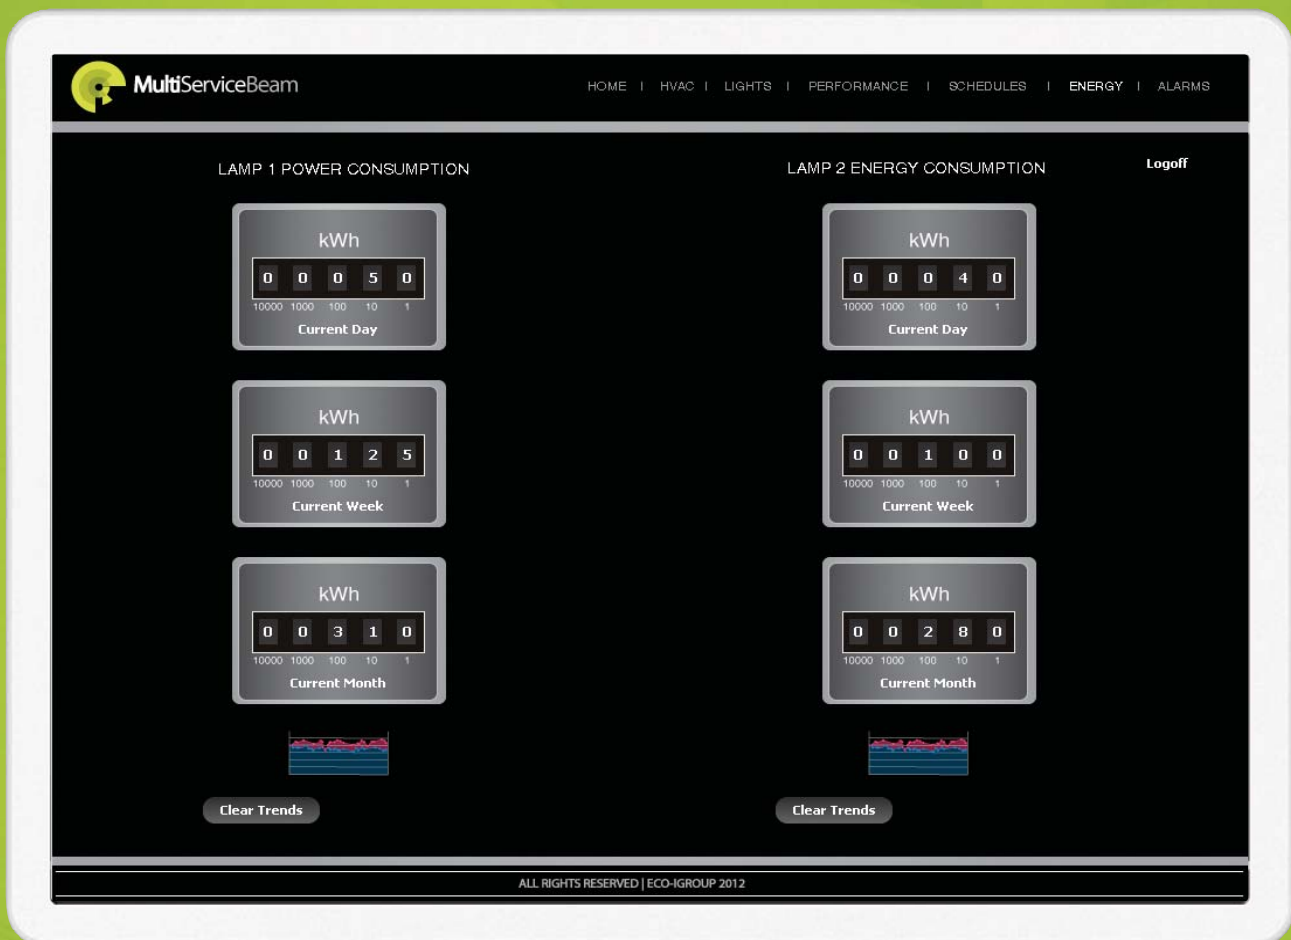 MultiServiceBeam
HOME | HVAC | LIGHTS | PERFORMANCE | SCHEDULES | ENERGY | ALARMS
Logoff
LAMP 1 POWER CONSUMPTION
kWh
0 0 0 5 0
10000 1000 100 10 1
Current Day
kWh
0 0 1 2 5
10000 1000 100 10 1
Current Week
kWh
0 0 3 1 0
10000 1000 100 10 1
Current Month
Clear Trends
LAMP 2 ENERGY CONSUMPTION
kWh
0 0 0 4 0
10000 1000 100 10 1
Current Day
kWh
0 0 1 0 0
10000 1000 100 10 1
Current Week
kWh
0 0 2 8 0
10000 1000 100 10 1
Current Month
Clear Trends
ALL RIGHTS RESERVED | ECO-IGROUP 2012